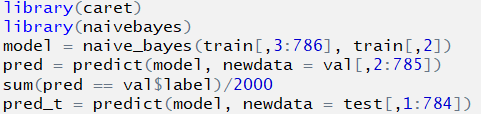 library(caret)
library(naivebayes)
model = naive_bayes(train[,3:786], train[,2])
pred = predict(model, newdata = val[,2:785])
sum(pred == val$label)/2000
pred_t = predict(model, newdata = test[,1:784])